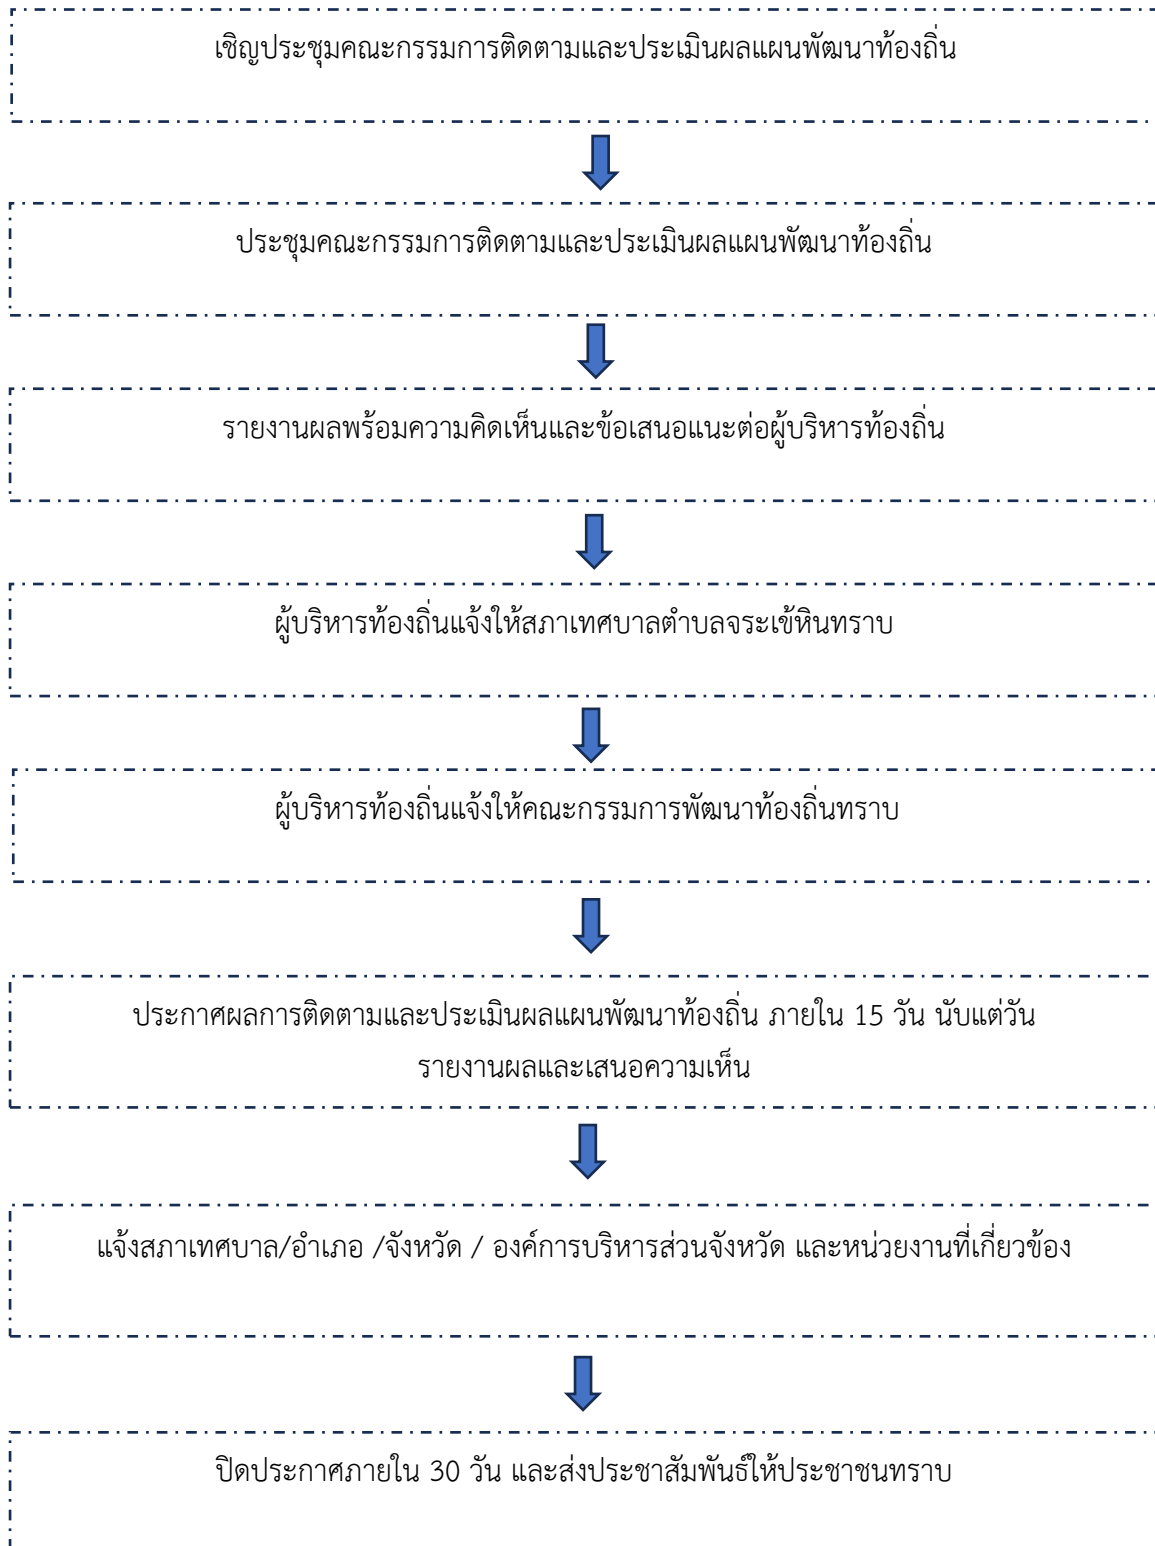 เชิญประชุมคณะกรรมการติดตามและประเมินผลแผนพัฒนาท้องถิ่น
ประชุมคณะกรรมการติดตามและประเมินผลแผนพัฒนาท้องถิ่น
รายงานผลพร้อมความคิดเห็นและข้อเสนอแนะต่อผู้บริหารท้องถิ่น
ผู้บริหารท้องถิ่นแจ้งให้สภาเทศบาลตำบลจระเข้หินทราบ
ผู้บริหารท้องถิ่นแจ้งให้คณะกรรมการพัฒนาท้องถิ่นทราบ
ประกาศผลการติดตามและประเมินผลแผนพัฒนาท้องถิ่น ภายใน 15 วัน นับแต่วัน
รายงานผลและเสนอความเห็น
แจ้งสภาเทศบาล/อำเภอ /จังหวัด / องค์การบริหารส่วนจังหวัด และหน่วยงานที่เกี่ยวข้อง
ปิดประกาศภายใน 30 วัน และส่งประชาสัมพันธ์ให้ประชาชนทราบ